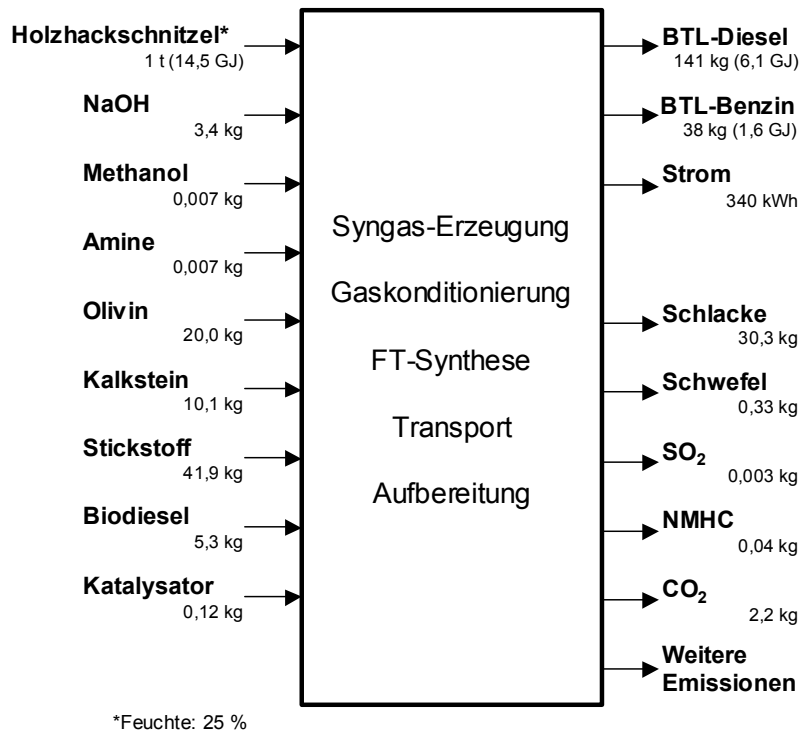 Holzhackschnitzel*
1 t (14,5 GJ)
NaOH
3,4 kg
Methanol
0,007 kg
Amine
0,007 kg
Olivin
20,0 kg
Kalkstein
10,1 kg
Stickstoff
41,9 kg
Biodiesel
5,3 kg
Katalysator
0,12 kg
*Feuchte: 25 %
Syngas-Erzeugung
Gaskonditionierung
FT-Synthese
Transport
Aufbereitung
BTL-Diesel
141 kg (6,1 GJ)
BTL-Benzin
38 kg (1,6 GJ)
Strom
340 kWh
Schlacke
30,3 kg
Schwefel
0,33 kg
SO₂
0,003 kg
NMHC
0,04 kg
CO₂
2,2 kg
Weitere
Emissionen